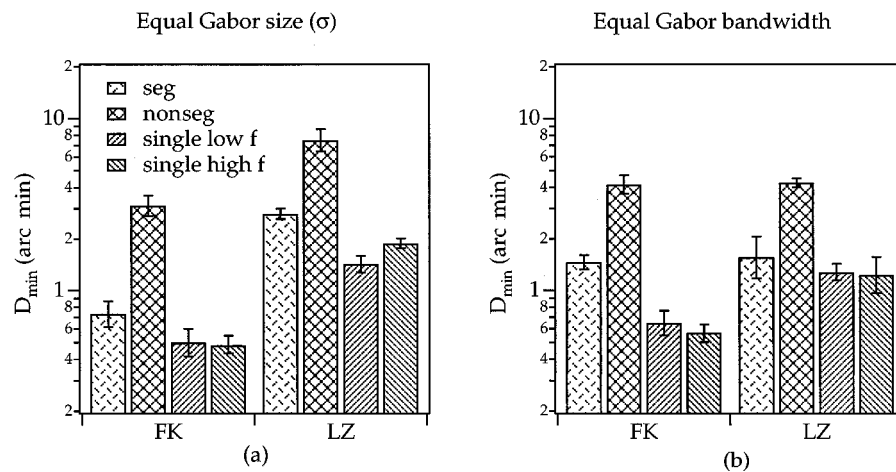 Equal Gabor size (σ)
2
10
8
6
4
2
1
8
6
4
2
D_min (arc min)
seg
nonseg
single low f
single high f
FK
LZ
(a)
Equal Gabor bandwidth
2
10
8
6
4
2
1
8
6
4
2
D_min (arc min)
FK
LZ
(b)